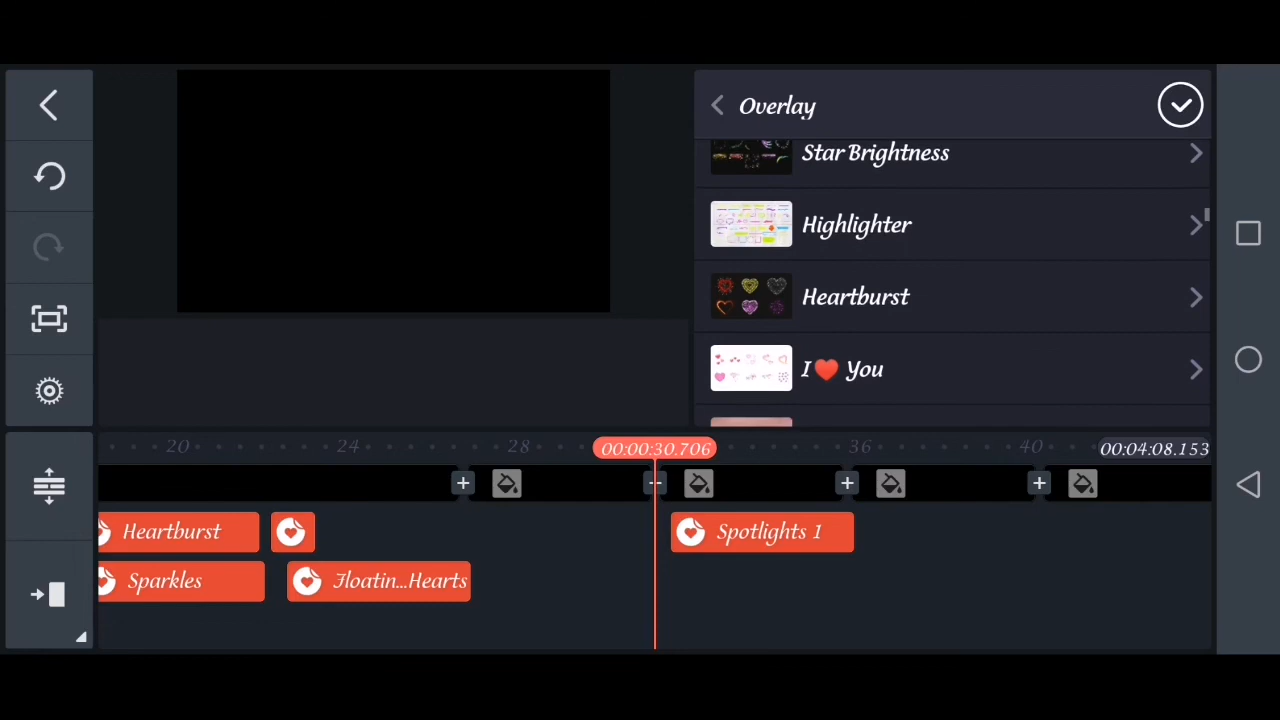 Overlay
Star Brightness
Highlighter
Heartburst
I❤️ You
20
24
28
00:00:30.706
36
40
00:04:08.153
Heartburst
Spotlights 1
Sparkles
Floatin...Hearts